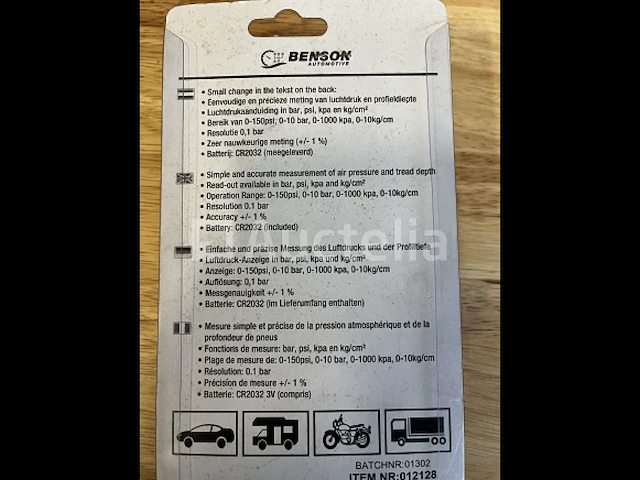 BENSON
AUTOMOTIVE
• Small change in the tekst on the back:
• Eenvoudige en precieze meting van luchtdruk en profieldiepte
• Luchtdrukaanduiding in bar, psi, kpa en kg/cm²
• Bereik van 0-150psi, 0-10 bar, 0-1000 kpa, 0-10kg/cm
• Resolutie 0,1 bar
• Zeer nauwkeurige meting (+/- 1 %)
• Batterij: CR2032 (meegeleverd)
• Simple and accurate measurement of air pressure and tread depth
• Read-out available in bar, psi, kpa and kg/cm²
• Operation Range: 0-150psi, 0-10 bar, 0-1000 kpa, 0-10kg/cm
• Resolution 0.1 bar
• Accuracy +/- 1 %
• Battery: CR2032 (included)
• Einfache und präzise Messung des Luftdrucks und der Profiltiefe
• Luftdruck-Anzeige in bar, psi, kpa und kg/cm²
• Anzeige: 0-150psi, 0-10 bar, 0-1000 kpa, 0-10kg/cm
• Auflösung: 0,1 bar
• Messgenauigkeit +/- 1 %
• Batterie: CR2032 (im Lieferumfang enthalten)
• Mesure simple et précise de la pression atmosphérique et de la
profondeur de pneus
• Fonctions de mesure: bar, psi, kpa en kg/cm²
• Plage de mesure de: 0-150psi, 0-10 bar, 0-1000 kpa, 0-10kg/cm
• Résolution: 0.1 bar
• Précision de mesure +/- 1 %
• Batterie: CR2032 3V (compris)
BATCHNR:01302
ITEM NR:012128